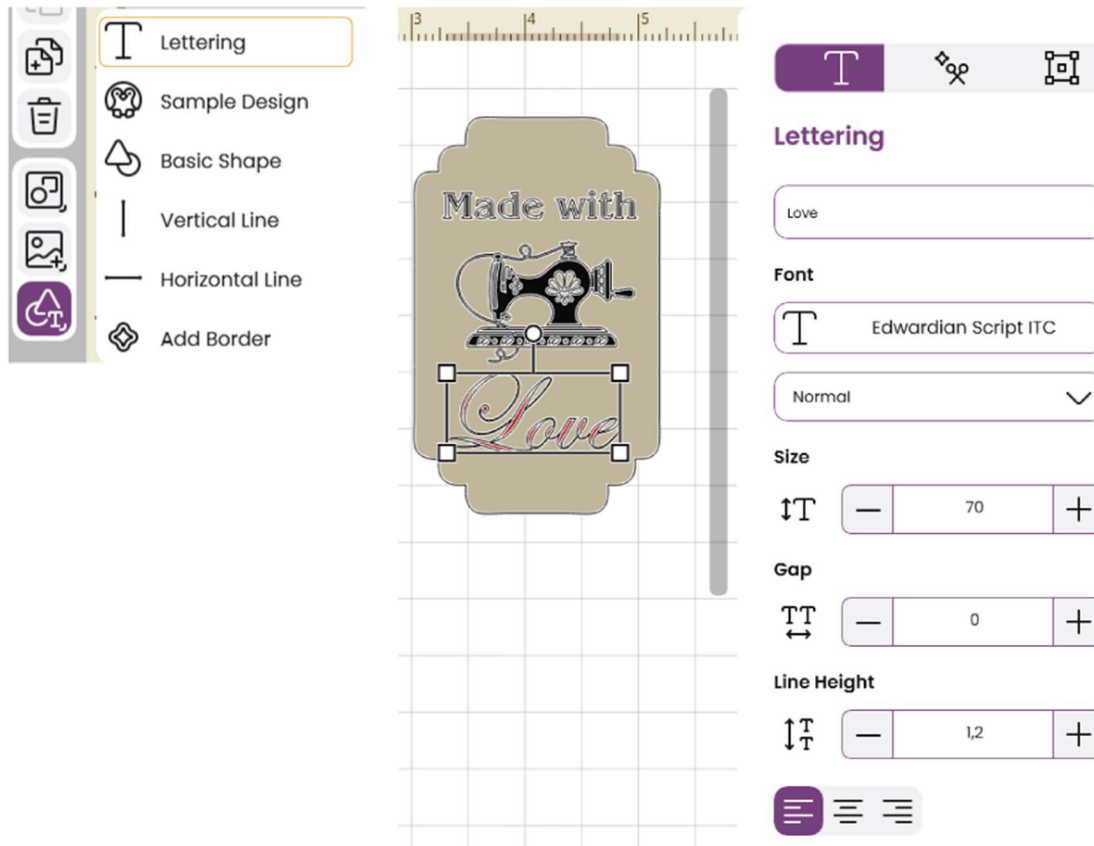 Lettering
Sample Design
Basic Shape
Vertical Line
Horizontal Line
Add Border
3 4 5
Made with
Love
Lettering
Love
Font
Edwardian Script ITC
Normal
Size
70
Gap
0
Line Height
1,2